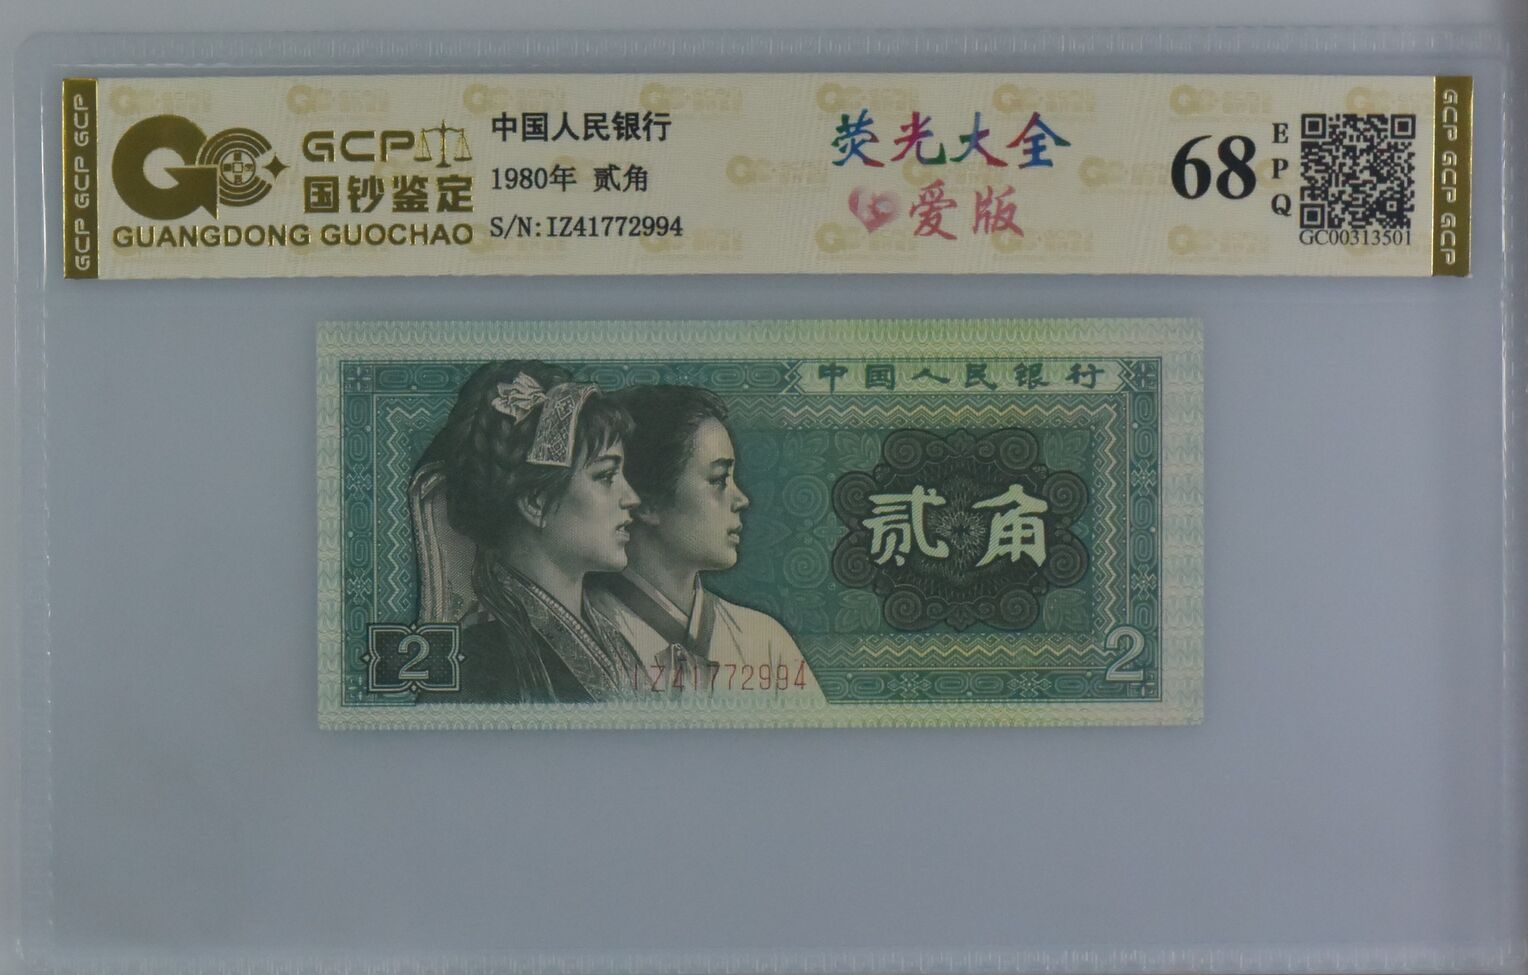 GCP GCP GCP
GCP
国钞鉴定
GUANGDONG GUOCHAO
中国人民银行
1980年 贰角
S/N:IZ41772994
荧光大全
爱版
68
EPQ
GC00313501
GCP GCP GCP
中国人民银行
贰角
2
2
IZ41772994